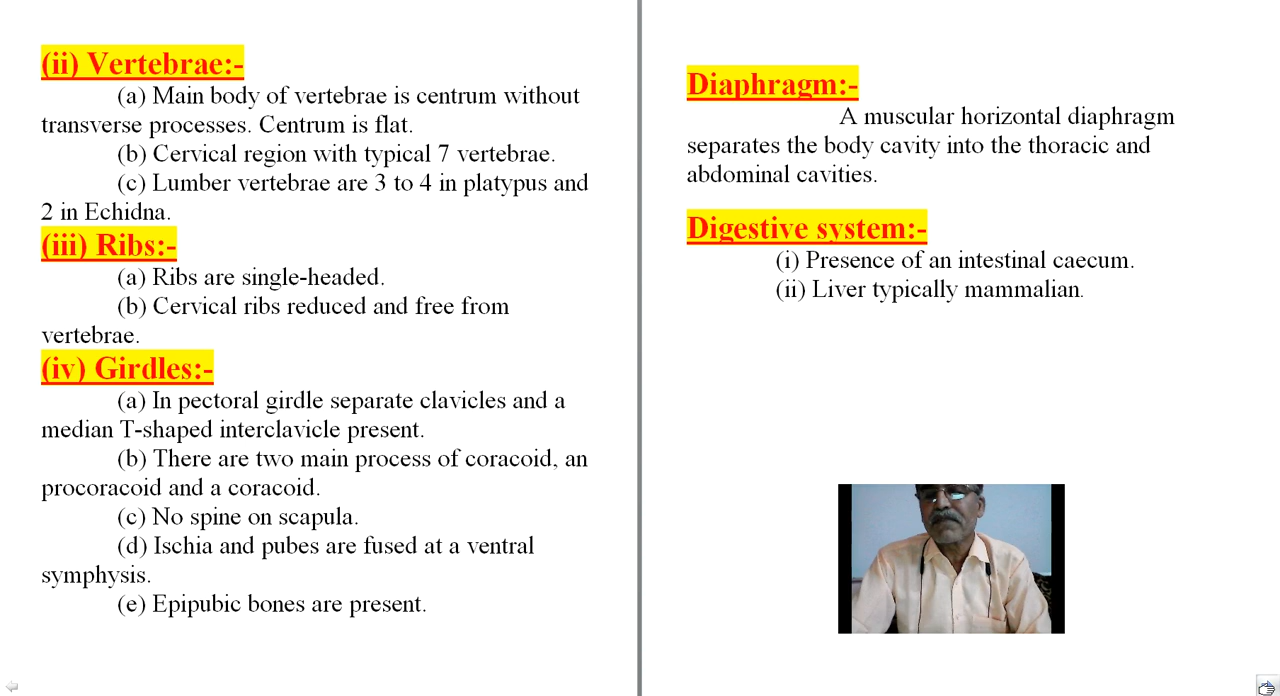 (ii) Vertebrae:-
(a) Main body of vertebrae is centrum without
transverse processes. Centrum is flat.
(b) Cervical region with typical 7 vertebrae.
(c) Lumber vertebrae are 3 to 4 in platypus and
2 in Echidna.
(iii) Ribs:-
(a) Ribs are single-headed.
(b) Cervical ribs reduced and free from
vertebrae.
(iv) Girdles:-
(a) In pectoral girdle separate clavicles and a
median T-shaped interclavicle present.
(b) There are two main process of coracoid, an
procoracoid and a coracoid.
(c) No spine on scapula.
(d) Ischia and pubes are fused at a ventral
symphysis.
(e) Epipubic bones are present.
Diaphragm:-
A muscular horizontal diaphragm
separates the body cavity into the thoracic and
abdominal cavities.
Digestive system:-
(i) Presence of an intestinal caecum.
(ii) Liver typically mammalian.